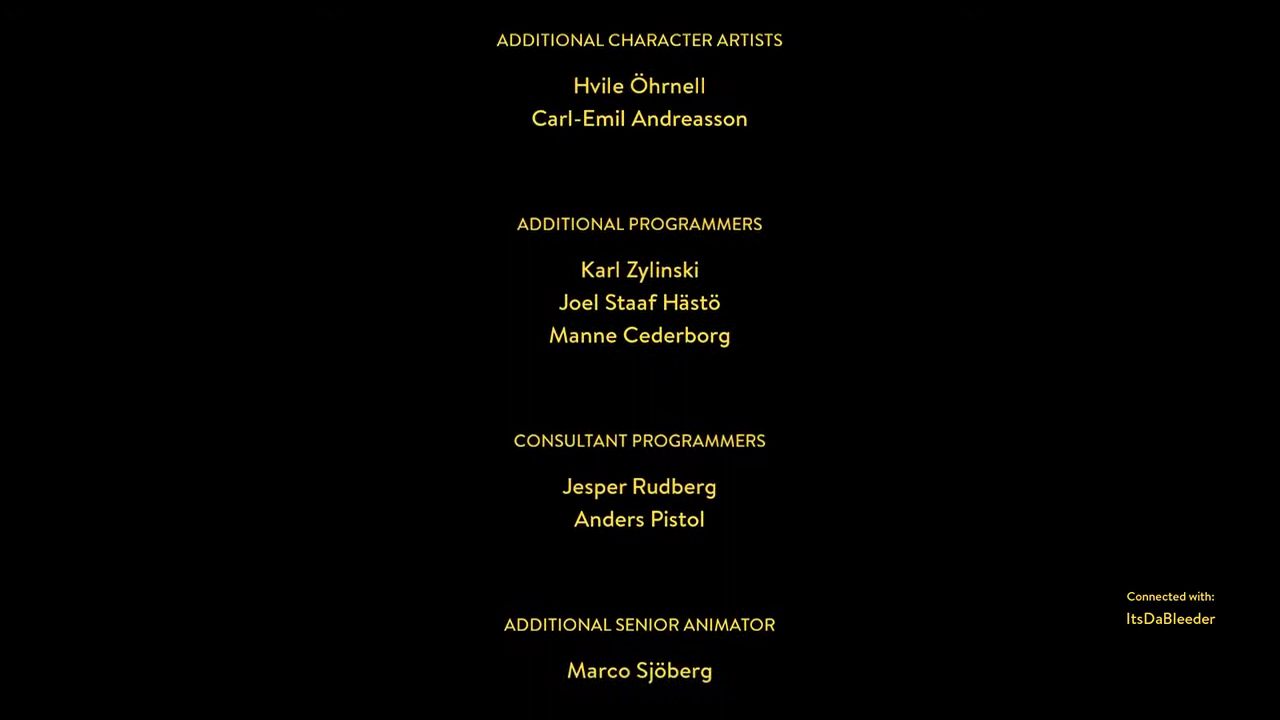 ADDITIONAL CHARACTER ARTISTS
Hvile Öhrnell
Carl-Emil Andreasson
ADDITIONAL PROGRAMMERS
Karl Zylinski
Joel Staaf Hästö
Manne Cederborg
CONSULTANT PROGRAMMERS
Jesper Rudberg
Anders Pistol
Connected with:
ItsDaBleeder
ADDITIONAL SENIOR ANIMATOR
Marco Sjöberg